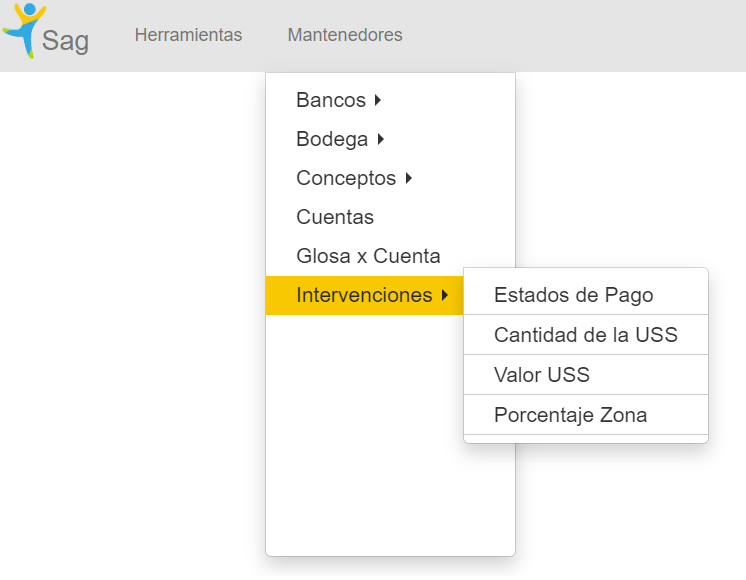 Sag
Herramientas
Mantenedores
Bancos
Bodega
Conceptos
Cuentas
Glosa x Cuenta
Intervenciones
Estados de Pago
Cantidad de la USS
Valor USS
Porcentaje Zona